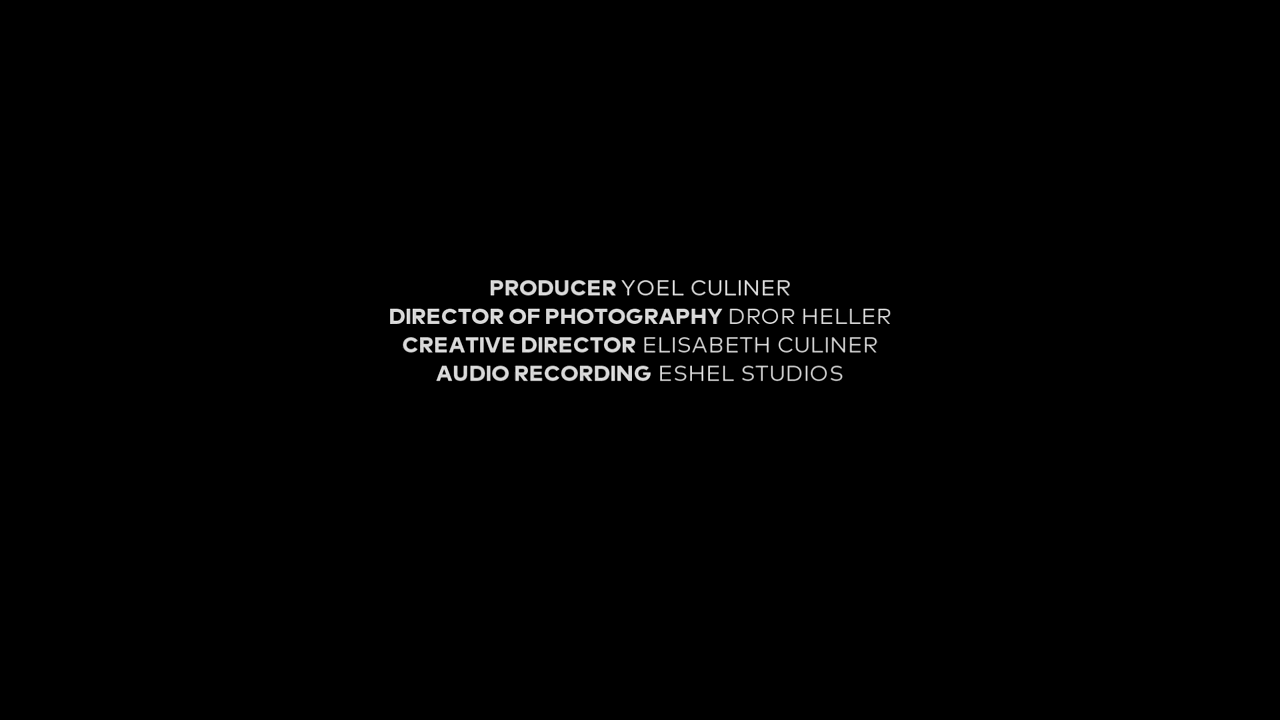 PRODUCER YOEL CULINER
DIRECTOR OF PHOTOGRAPHY DROR HELLER
CREATIVE DIRECTOR ELISABETH CULINER
AUDIO RECORDING ESHEL STUDIOS